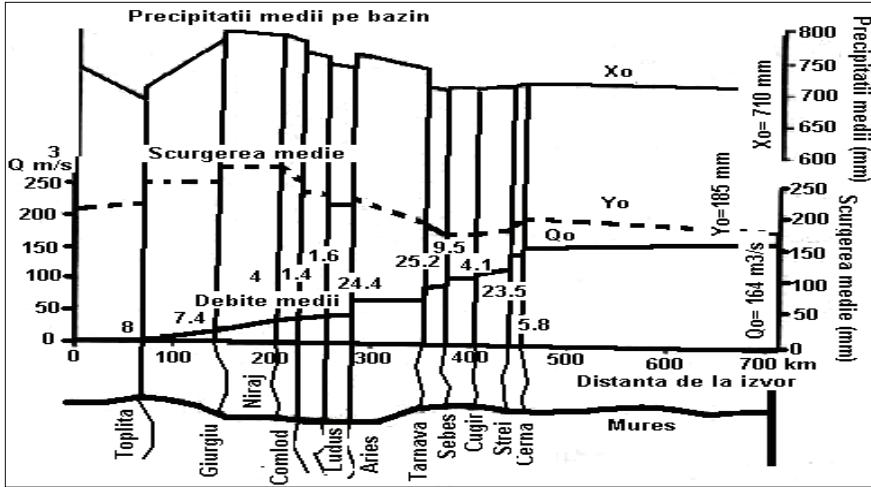 Precipitatii medii pe bazin
800
750
700
650
600
Precipitatii medii (mm)
Xo
Xo= 710 mm
3
Q m/s
250
200
150
100
50
0
Scurgerea medie
Yo
Yo=185 mm
Qo
Qo= 164 m3/s
250
200
150
100
50
0
Scurgerea medie (mm)
8
7.4
4
1.4
1.6
24.4
25.2
9.5
4.1
23.5
5.8
Debite medii
0
100
200
300
400
500
600
700 km
Distanta de la izvor
Toplita
Giurgiu
Niraj
Comlod
Ludus
Aries
Tarnava
Sebes
Cugir
Strei
Cerna
Mures